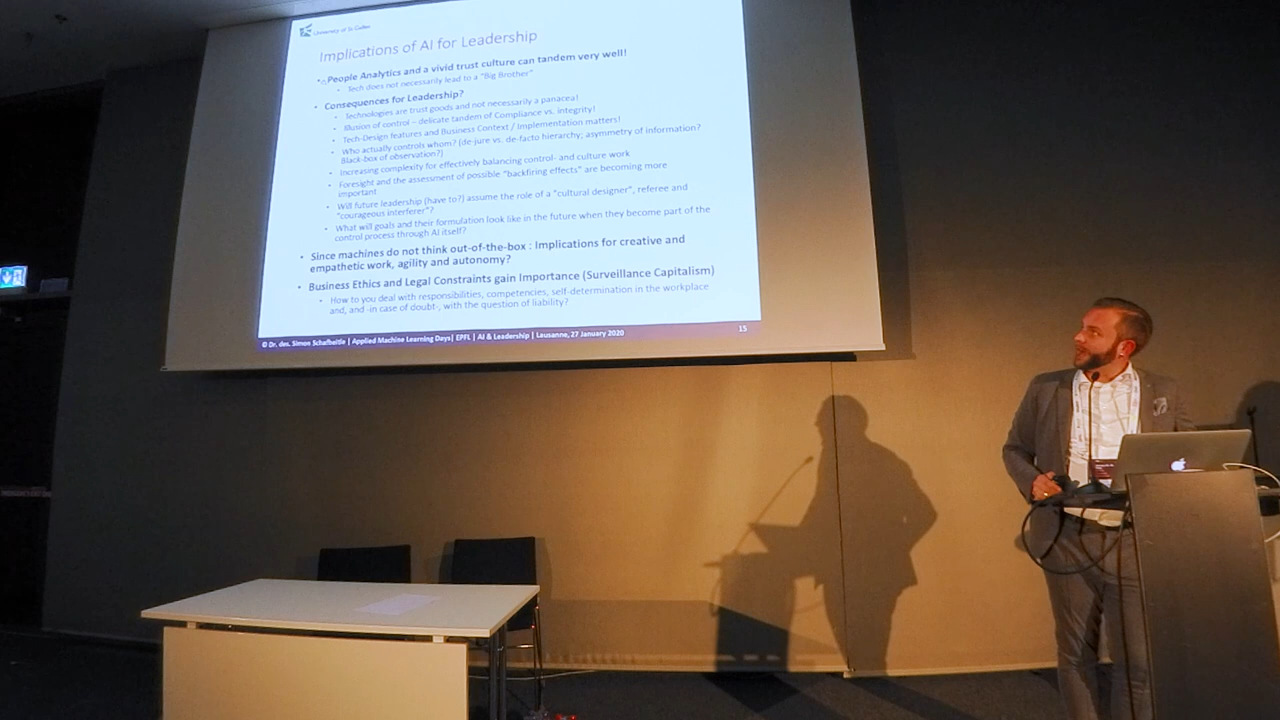 University of St.Gallen
Implications of AI for Leadership
• People Analytics and a vivid trust culture can tandem very well!
• Tech does not necessarily lead to a "Big Brother"
• Consequences for Leadership?
• Technologies are trust goods and not necessarily a panacea!
• Illusion of control – delicate tandem of Compliance vs. Integrity!
• Tech-Design features and Business Context / Implementation matters!
• Who actually controls whom? (de-jure vs. de-facto hierarchy; asymmetry of information?
Black-box of observation?)
• Increasing complexity for effectively balancing control- and culture work
• Foresight and the assessment of possible "backfiring effects" are becoming more
important
• Will future leadership (have to?) assume the role of a "cultural designer", referee and
"courageous interferer"?
• What will goals and their formulation look like in the future when they become part of the
control process through AI itself?
• Since machines do not think out-of-the-box : Implications for creative and
empathetic work, agility and autonomy?
• Business Ethics and Legal Constraints gain Importance (Surveillance Capitalism)
• How to you deal with responsibilities, competencies, self-determination in the workplace
and, and -in case of doubt-, with the question of liability?
© Dr. des. Simon Schafheitle | Applied Machine Learning Days| EPFL | AI & Leadership | Lausanne, 27 January 2020
15